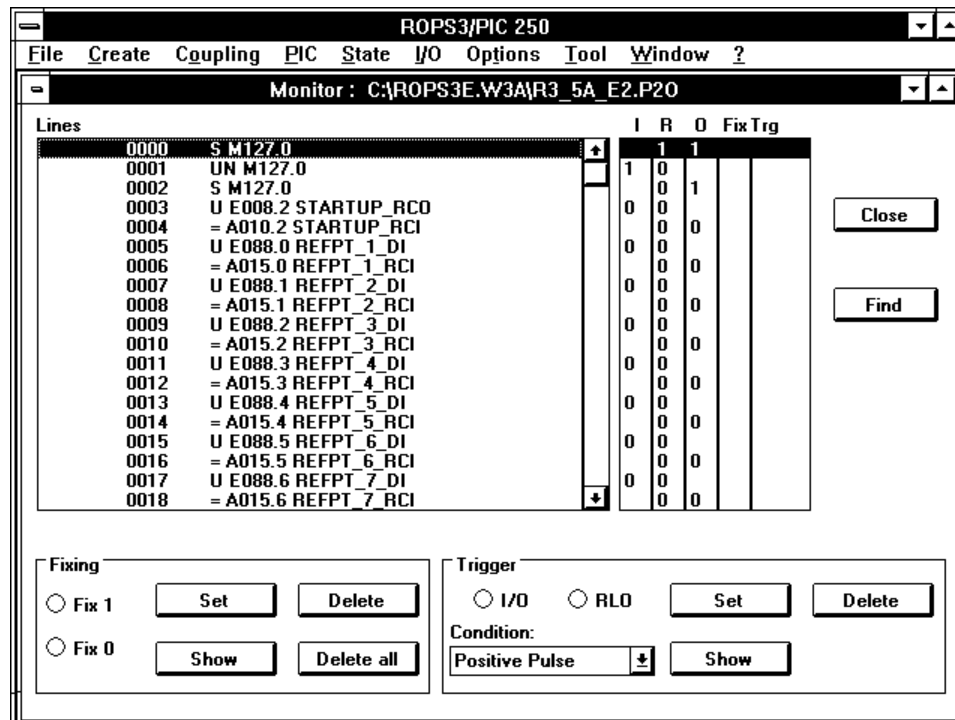 ROPS3/PIC 250
File Create Coupling PIC State I/O Options Tool Window ?
Monitor : C:\ROPS3E.W3A\R3_5A_E2.P2O
Lines I R O Fix Trg
0000 S M127.0 1 1
0001 UN M127.0 1 0
0002 S M127.0 0 1
0003 U E008.2 STARTUP_RCO 0 0
0004 = A010.2 STARTUP_RCI 0 0
0005 U E088.0 REFPT_1_DI 0 0
0006 = A015.0 REFPT_1_RCI 0 0
0007 U E088.1 REFPT_2_DI 0 0
0008 = A015.1 REFPT_2_RCI 0 0
0009 U E088.2 REFPT_3_DI 0 0
0010 = A015.2 REFPT_3_RCI 0 0
0011 U E088.3 REFPT_4_DI 0 0
0012 = A015.3 REFPT_4_RCI 0 0
0013 U E088.4 REFPT_5_DI 0 0
0014 = A015.4 REFPT_5_RCI 0 0
0015 U E088.5 REFPT_6_DI 0 0
0016 = A015.5 REFPT_6_RCI 0 0
0017 U E088.6 REFPT_7_DI 0 0
0018 = A015.6 REFPT_7_RCI 0 0
Close
Find
Fixing
Fix 1 Set Delete
Fix 0 Show Delete all
Trigger
I/O RLO Set Delete
Condition:
Positive Pulse Show